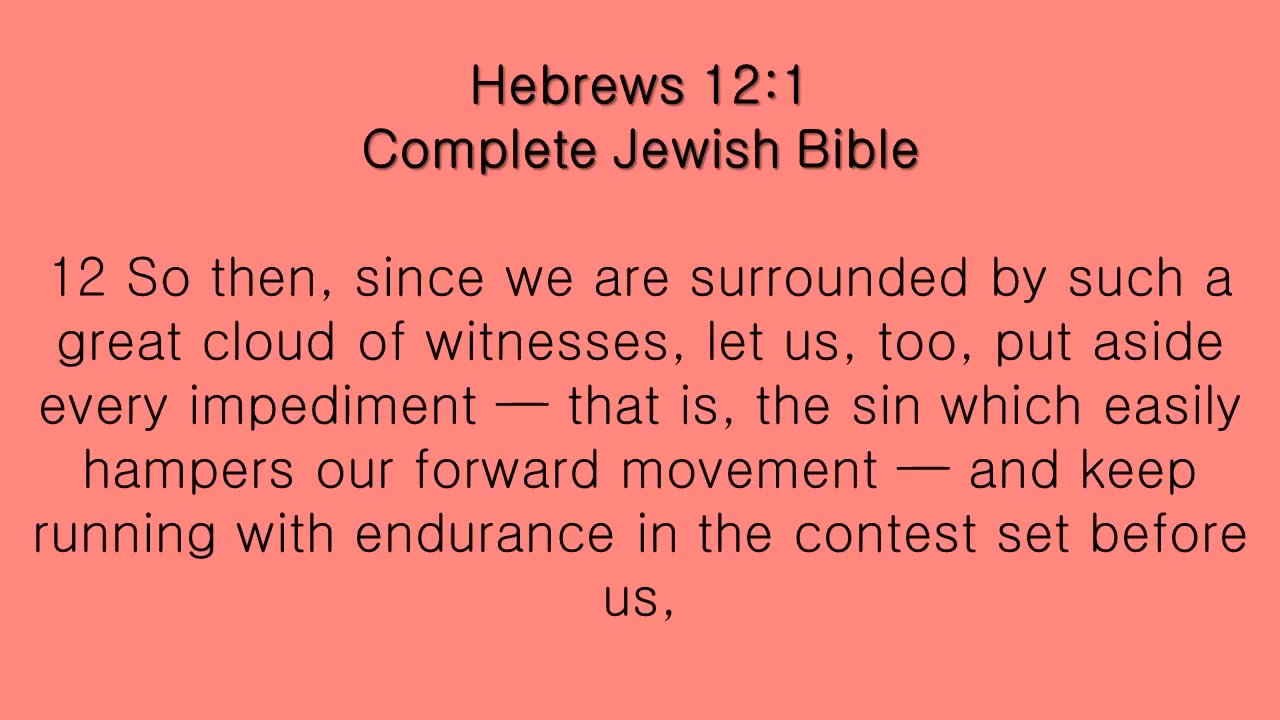 Hebrews 12:1
Complete Jewish Bible
12 So then, since we are surrounded by such a
great cloud of witnesses, let us, too, put aside
every impediment — that is, the sin which easily
hampers our forward movement — and keep
running with endurance in the contest set before
us,